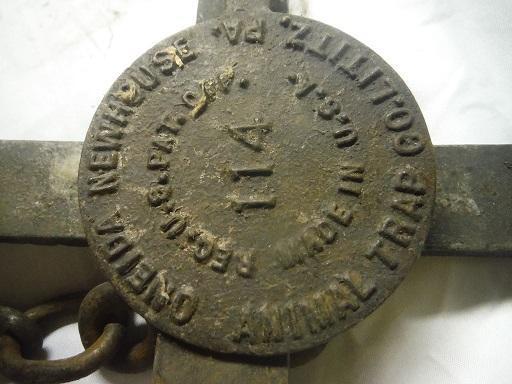 ONEIDA NEWHOUSE
ANIMAL TRAP CO. LITITZ, PA.
REG. U.S. PAT. OFF.
MADE IN U.S.A.
114